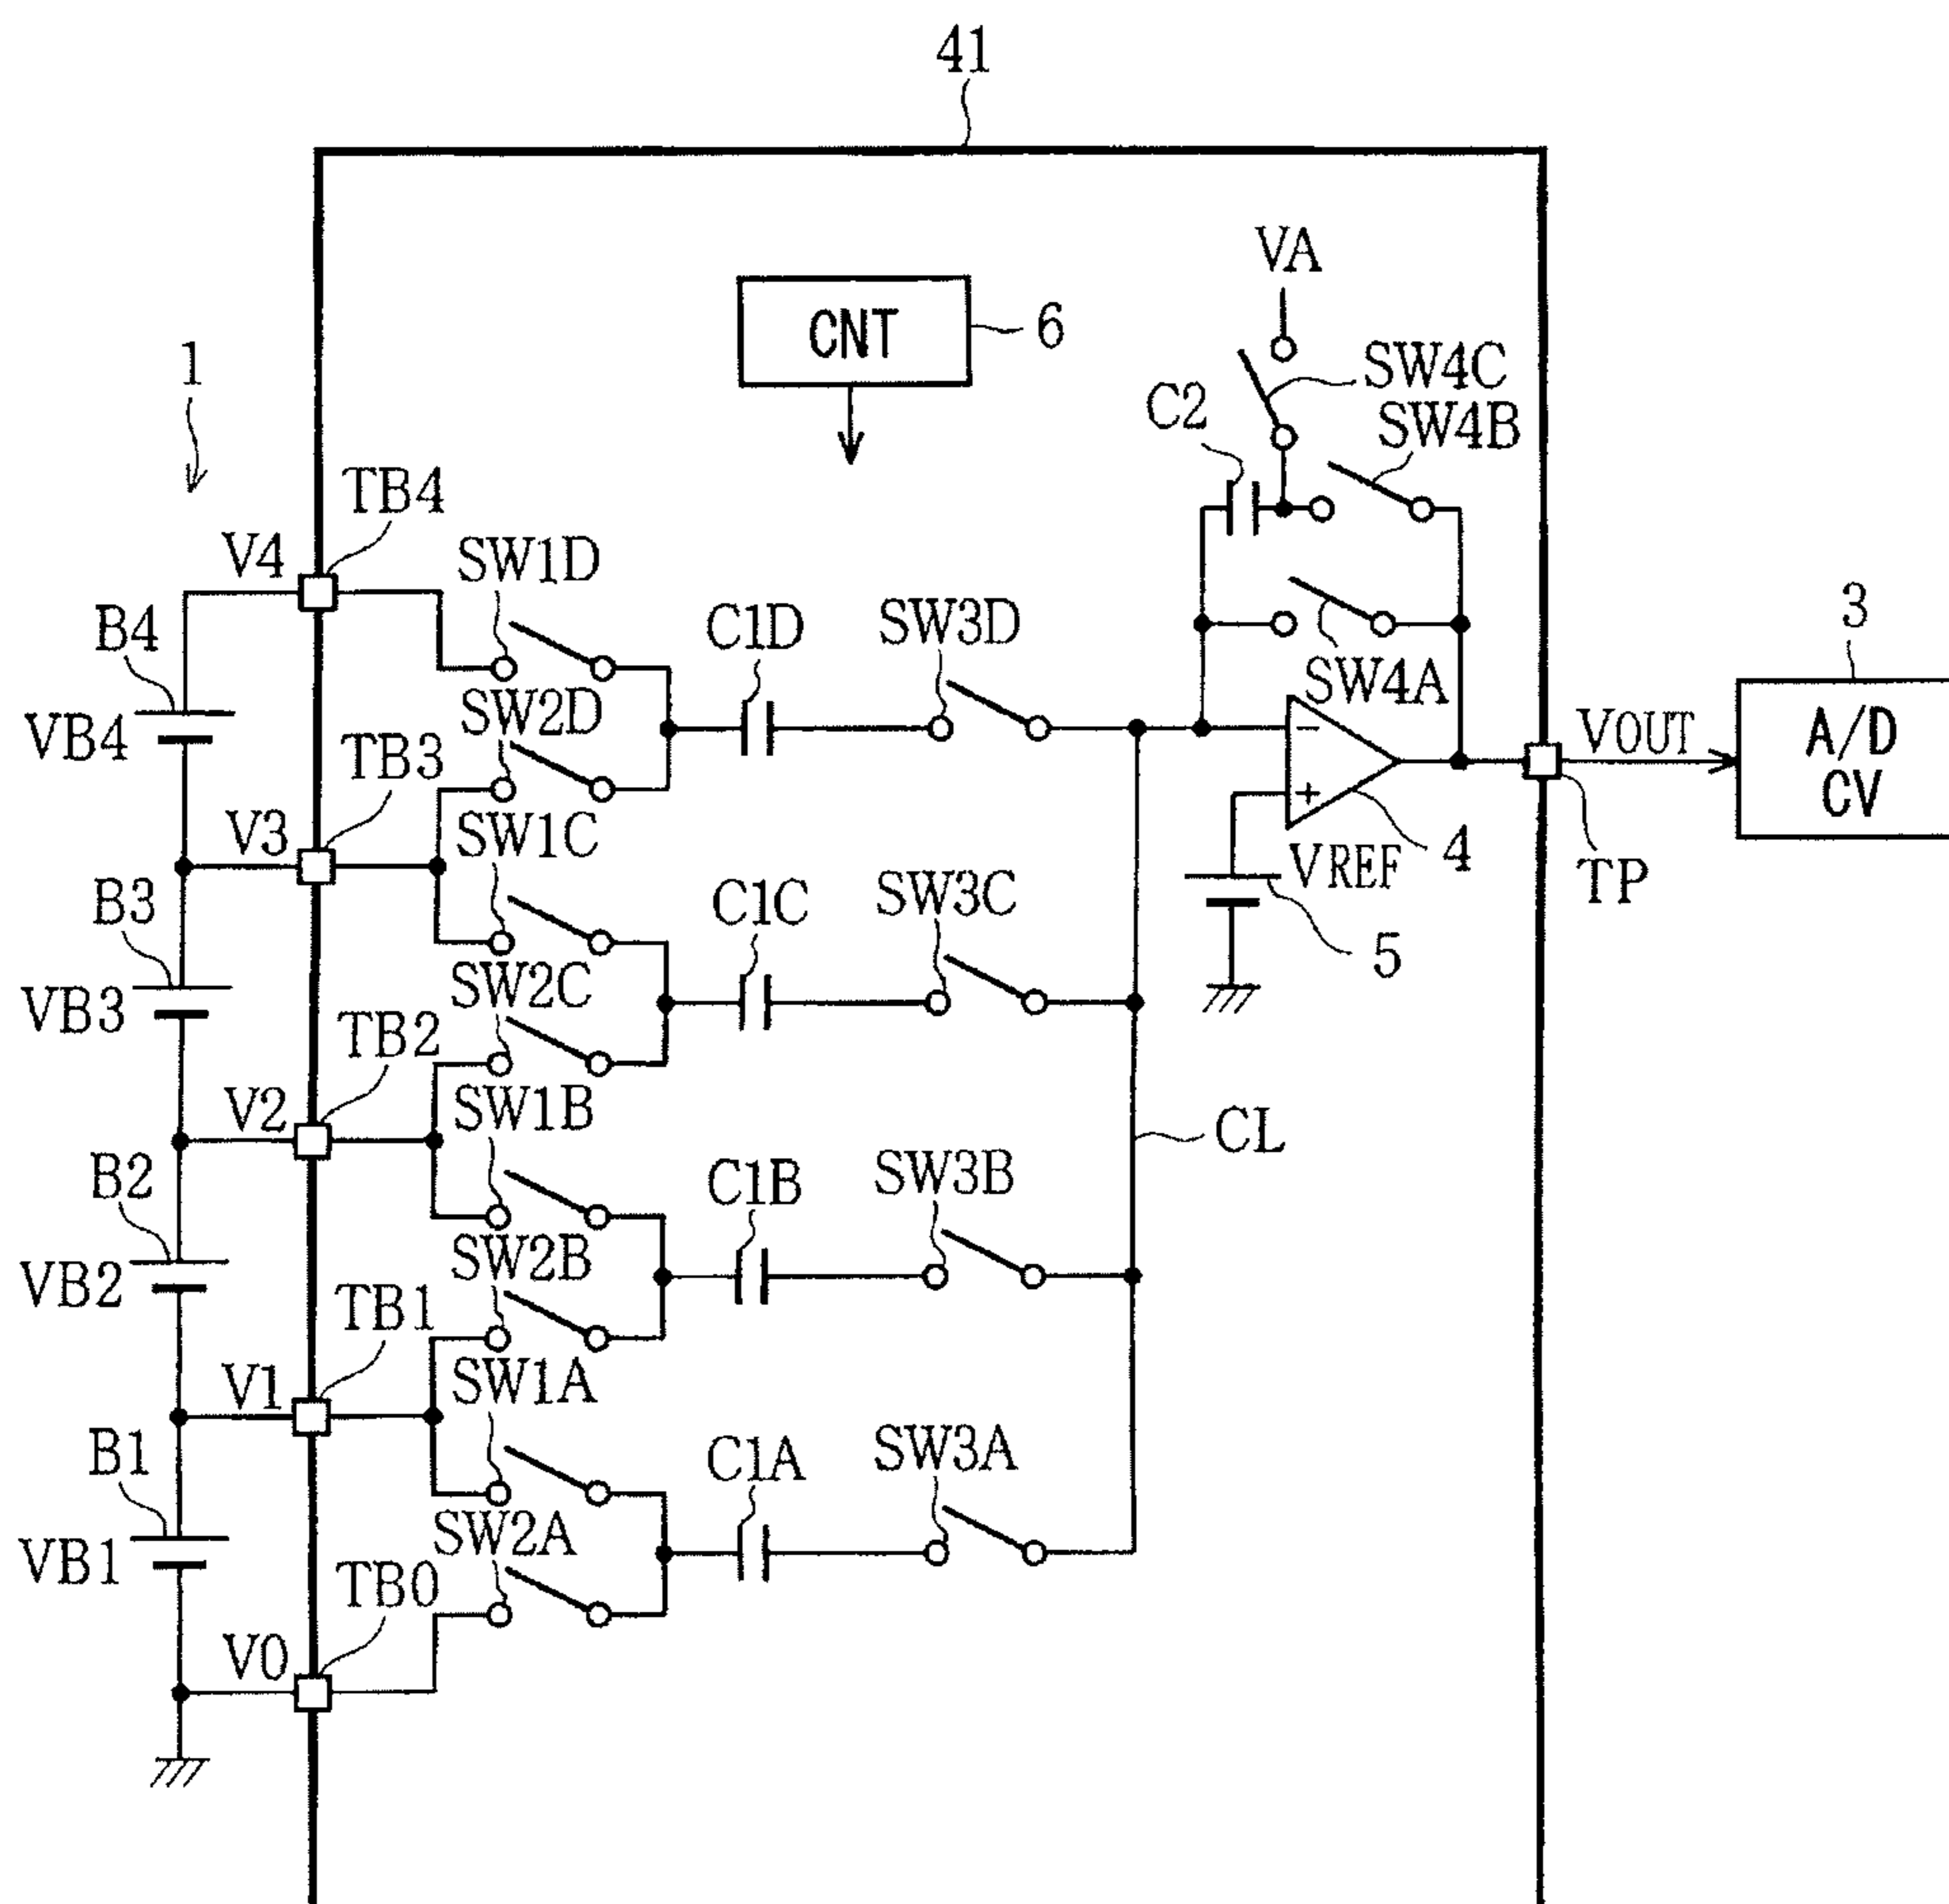 41
VA
CNT
6
SW4C
1
C2
SW4B
TB4
V4
SW1D
B4
C1D
SW3D
3
SW4A
SW2D
VB4
TB3
A/D
CV
VOUT
V3
SW1C
4
VREF
TP
B3
C1C
SW3C
5
SW2C
VB3
TB2
V2
SW1B
CL
B2
C1B
SW3B
SW2B
VB2
TB1
V1
SW1A
B1
C1A
SW3A
SW2A
VB1
TB0
V0